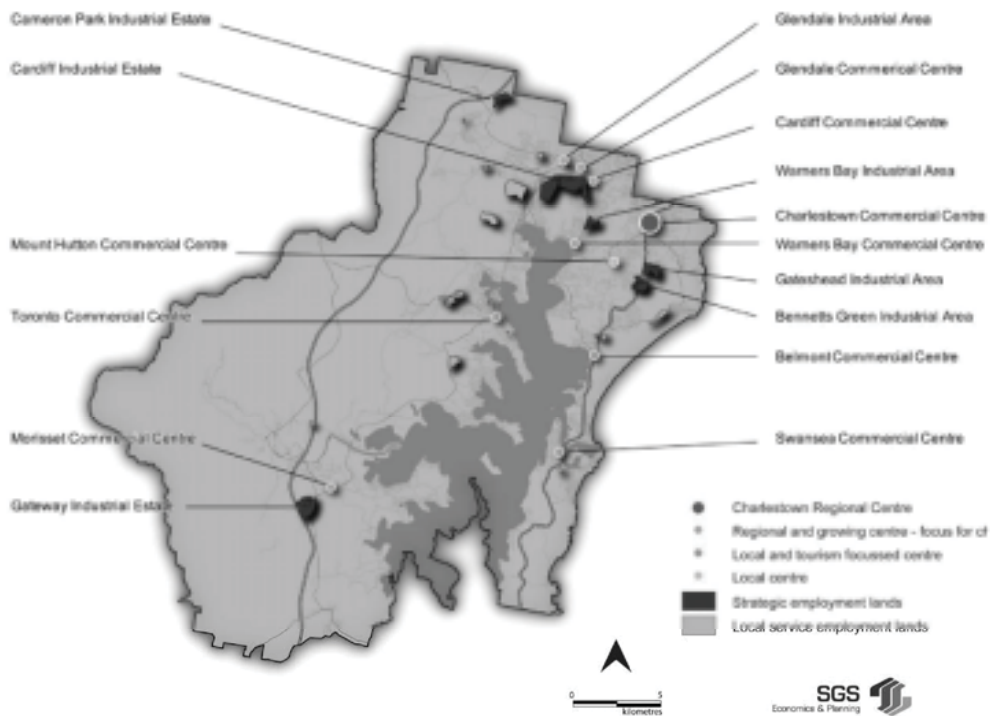 Cameron Park Industrial Estate
Cardiff Industrial Estate
Mount Hutton Commercial Centre
Toronto Commercial Centre
Morisset Commercial Centre
Gateway Industrial Estate
Glendale Industrial Area
Glendale Commerical Centre
Cardiff Commercial Centre
Warners Bay Industrial Area
Charlestown Commercial Centre
Warners Bay Commercial Centre
Gateshead Industrial Area
Bennetts Green Industrial Area
Belmont Commercial Centre
Swansea Commercial Centre
Charlestown Regional Centre
Regional and growing centre - focus for ch
Local and tourism focussed centre
Local centre
Strategic employment lands
Local service employment lands
0 5
kilometres
SGS
Economics & Planning